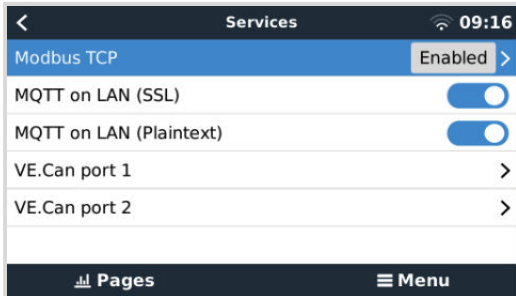 Services 09:16
Modbus TCP Enabled
MQTT on LAN (SSL)
MQTT on LAN (Plaintext)
VE.Can port 1
VE.Can port 2
Pages Menu